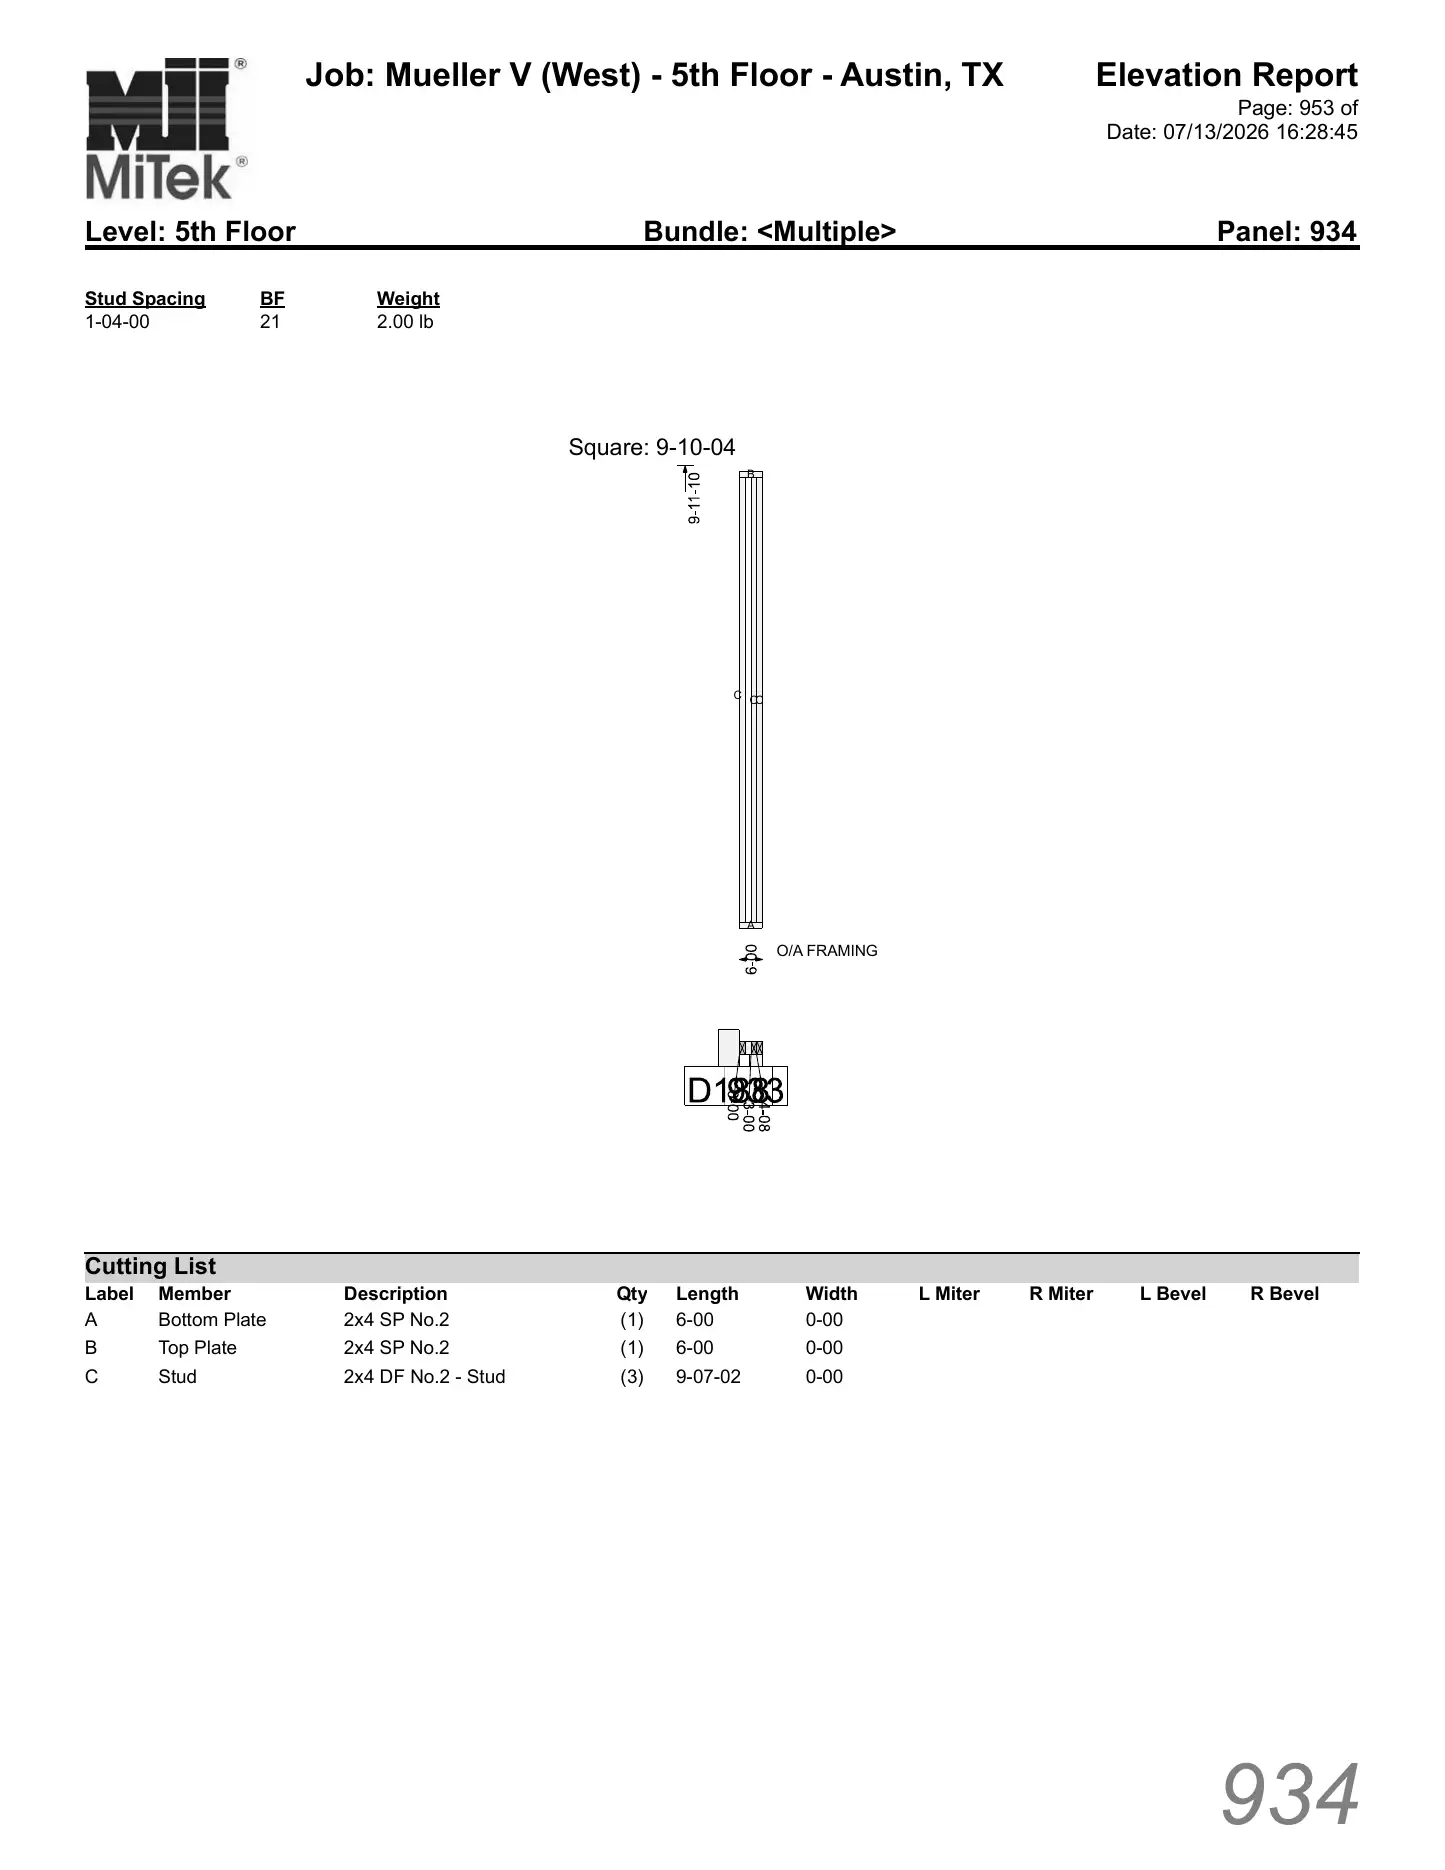 Job: Mueller V (West) - 5th Floor - Austin, TX
Elevation Report
Page: 953 of
Date: 07/13/2026 16:28:45
MiTek®
Level: 5th Floor Bundle: <Multiple> Panel: 934
Stud Spacing BF Weight
1-04-00 21 2.00 lb
Square: 9-10-04
9-11-10
B
C
C C
A
6-00
O/A FRAMING
3-00
4-08
Cutting List
Label Member Description Qty Length Width L Miter R Miter L Bevel R Bevel
A Bottom Plate 2x4 SP No.2 (1) 6-00 0-00
B Top Plate 2x4 SP No.2 (1) 6-00 0-00
C Stud 2x4 DF No.2 - Stud (3) 9-07-02 0-00
934